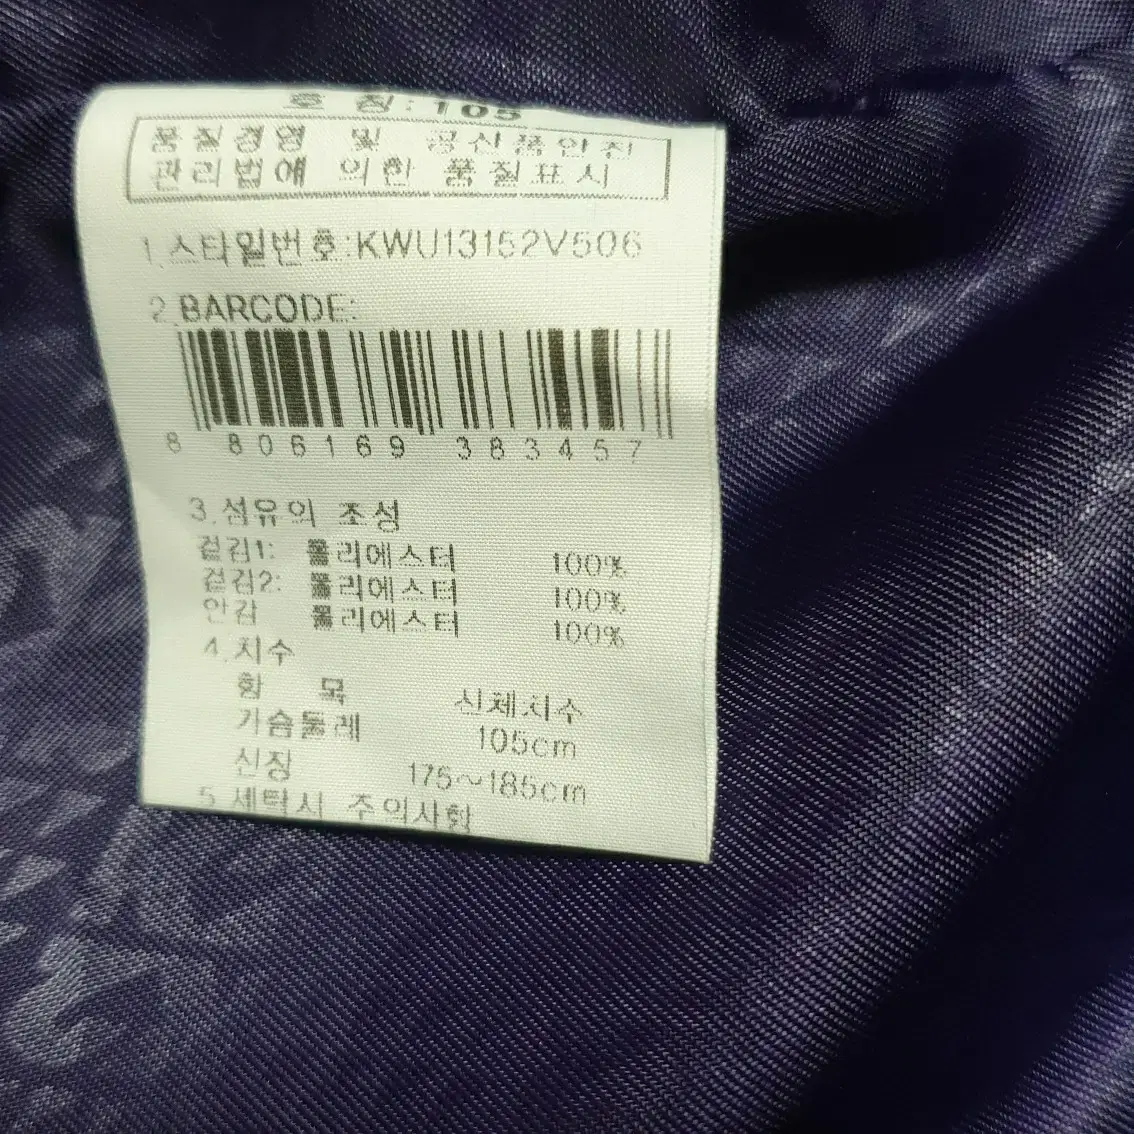 호 칭: 105
품질경영 및 공산품안전
관리법에 의한 품질표시
1.스타일번호:KWU13152V506
2.BARCODE:
8 806169 383457
3.섬유의 조성
겉감1: 폴리에스터 100%
겉감2: 폴리에스터 100%
안감 폴리에스터 100%
4.치수
항 목 신체치수
가슴둘레 105cm
신장 175~185cm
5.세탁시 주의사항